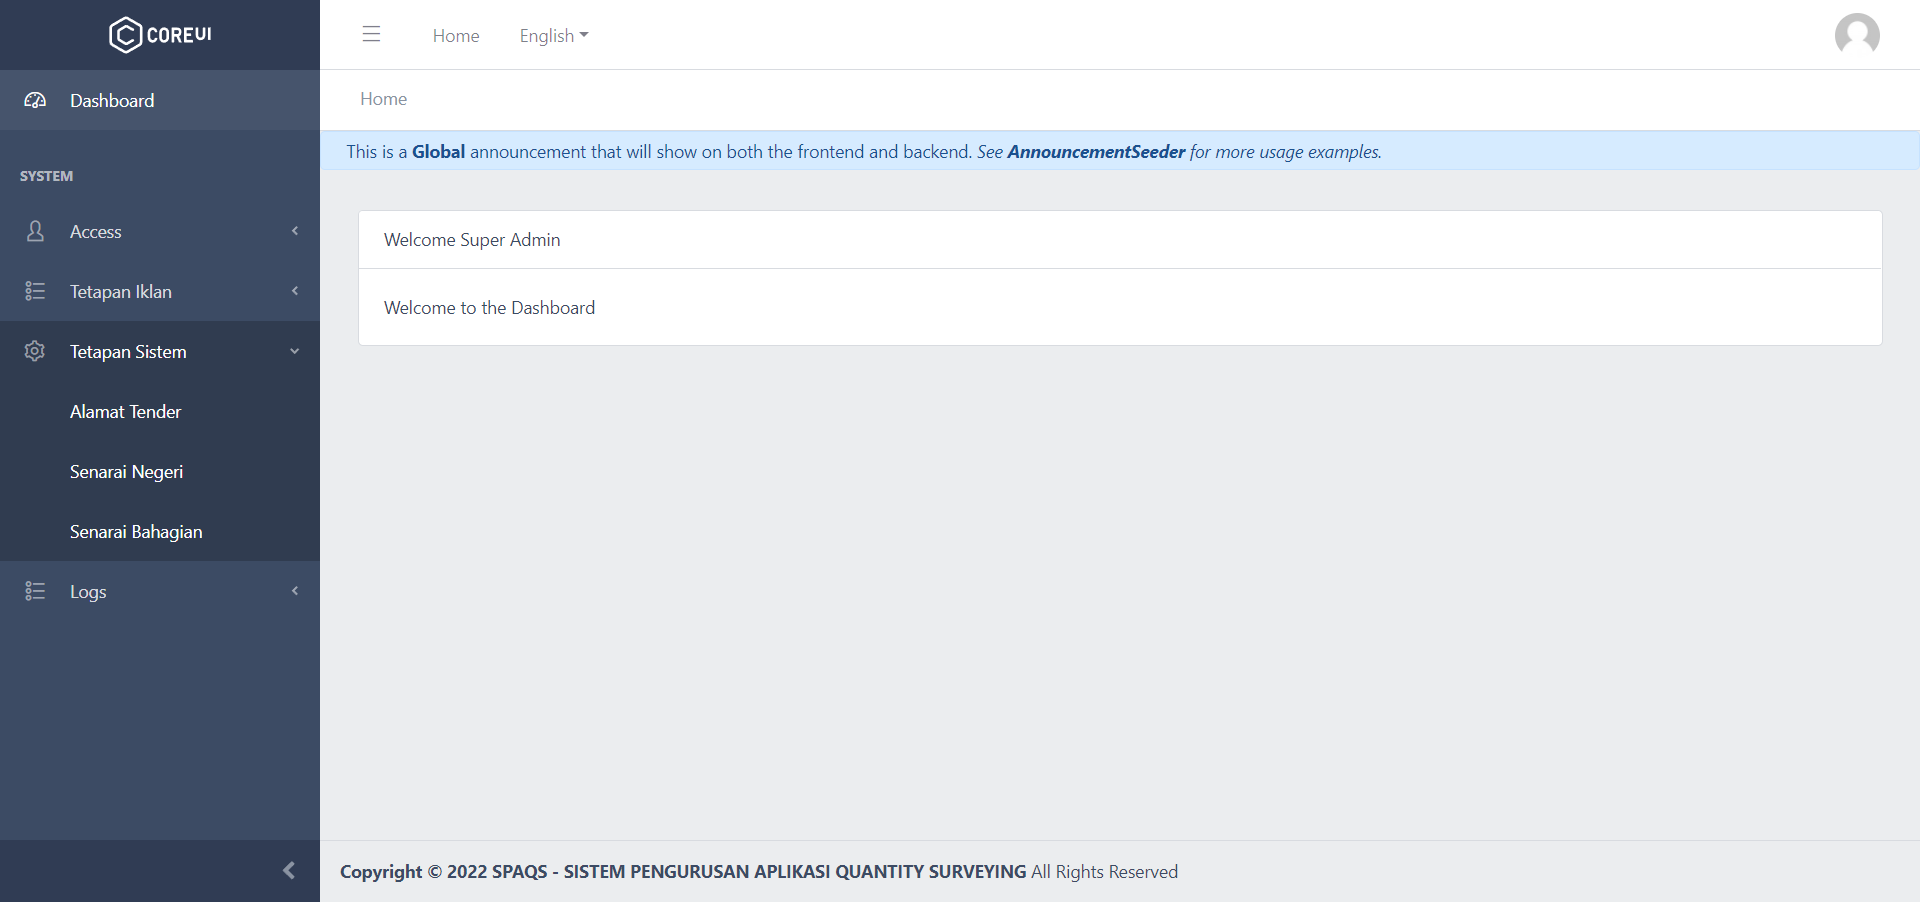 COREUI
Dashboard
SYSTEM
Access
Tetapan Iklan
Tetapan Sistem
Alamat Tender
Senarai Negeri
Senarai Bahagian
Logs
Home English
Home
This is a Global announcement that will show on both the frontend and backend. See AnnouncementSeeder for more usage examples.
Welcome Super Admin
Welcome to the Dashboard
Copyright © 2022 SPAQS - SISTEM PENGURUSAN APLIKASI QUANTITY SURVEYING All Rights Reserved